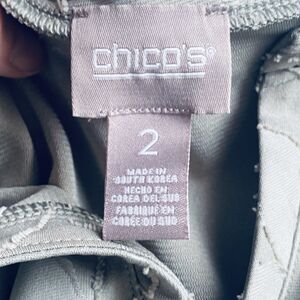 chico's®
2
MADE IN
SOUTH KOREA
HECHO EN
COREA DEL SUR
FABRIQUÉ EN
CORÉE DU SUD